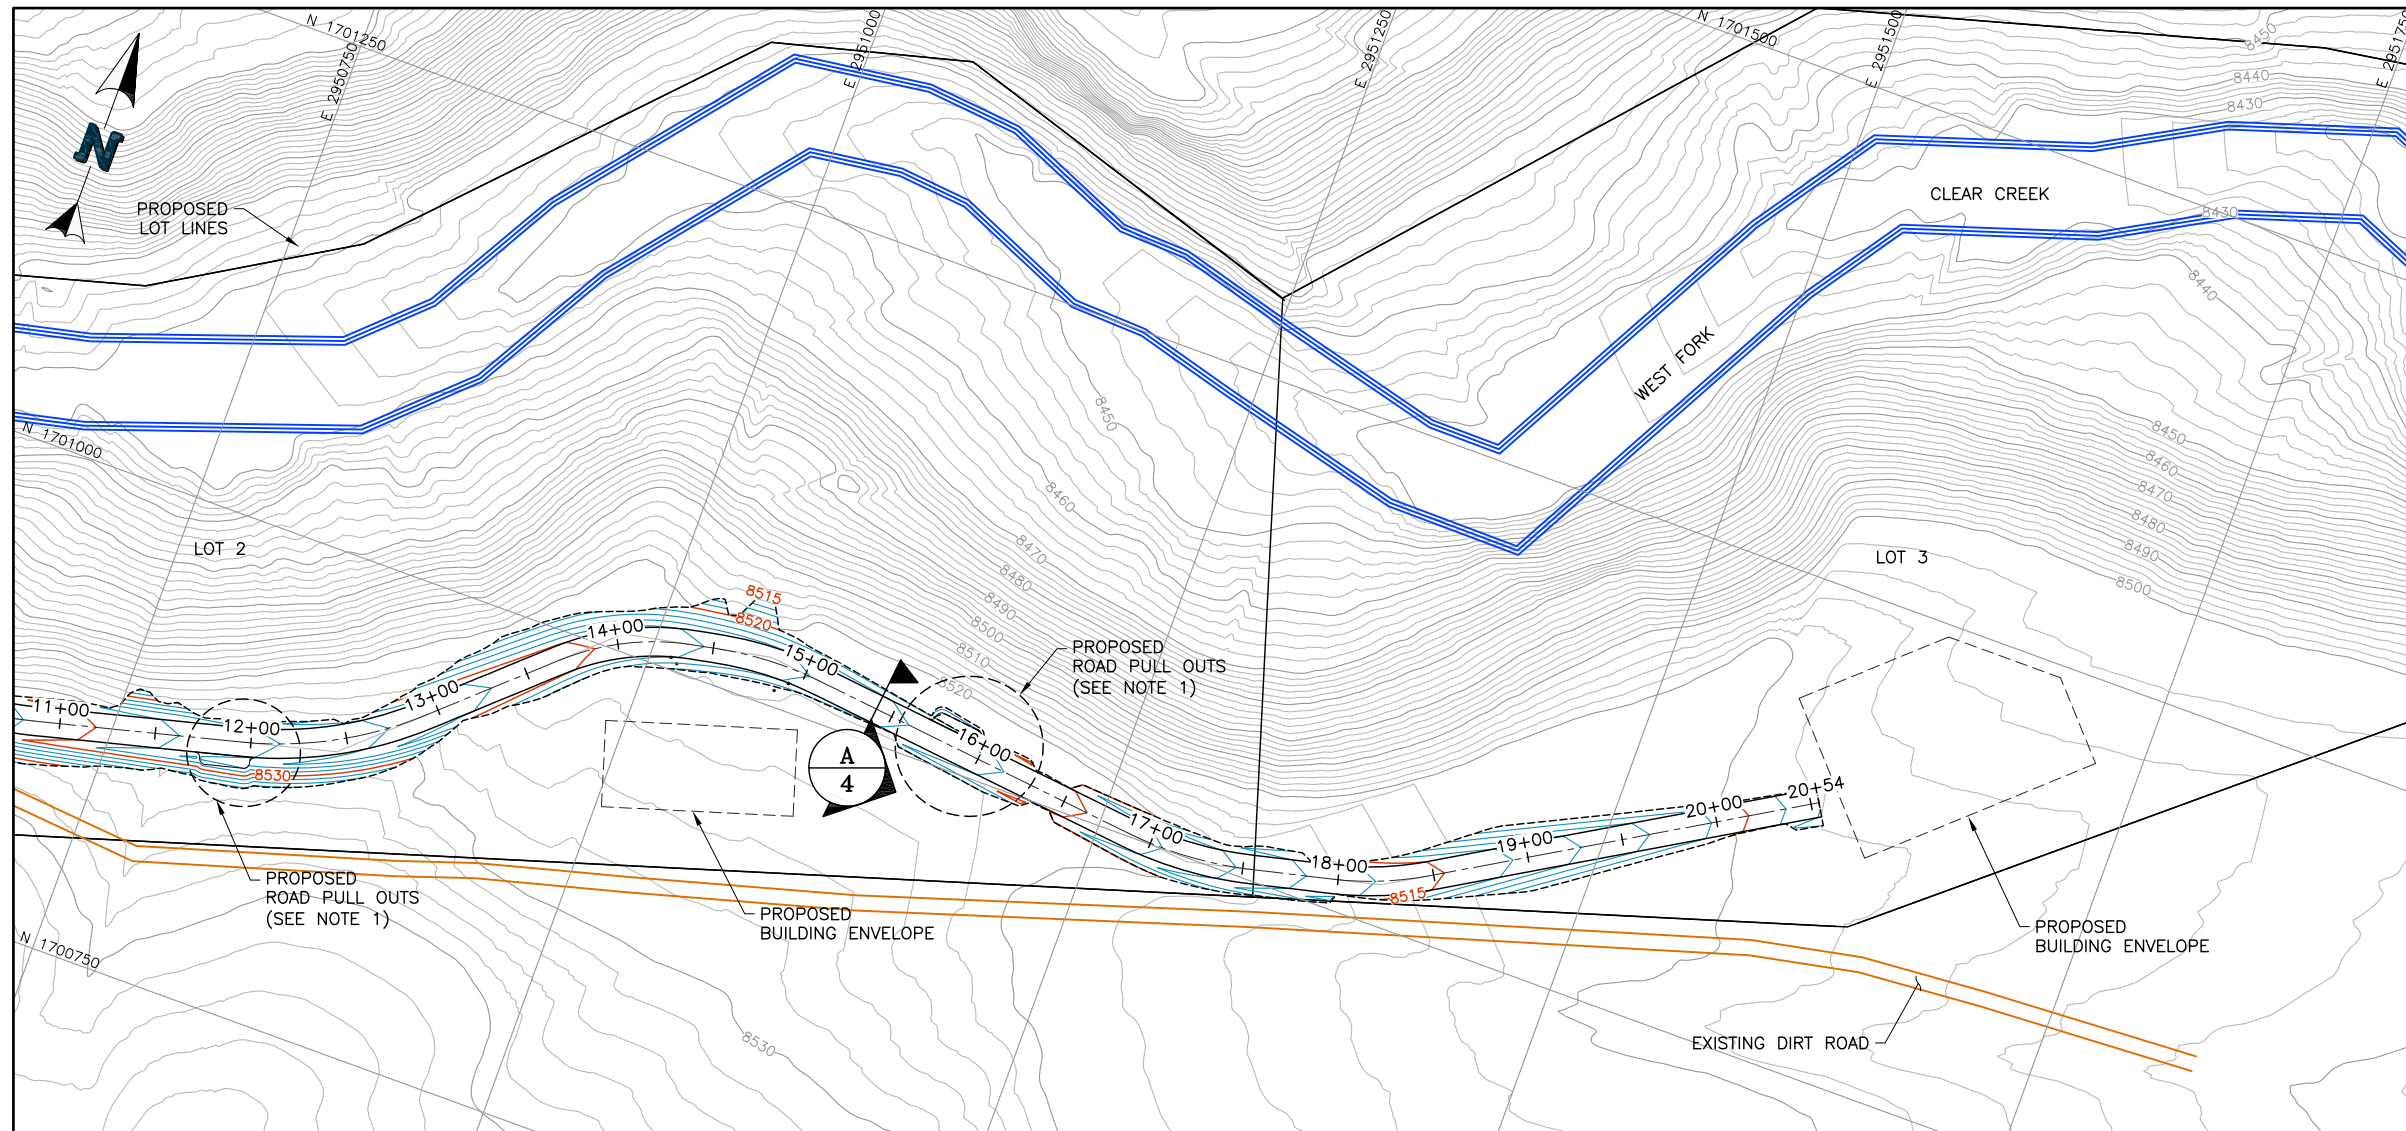 N 1701250
E 2950750
E 2951000
E 2951250
N 1701500
E 2951500
8450
E 2951750
8440
8430
N
PROPOSED
LOT LINES
CLEAR CREEK
8430
8440
WEST FORK
N 1701000
8450
8460
8470
8480
8490
8500
8510
8520
8450
8460
8470
8480
8490
8500
LOT 2
LOT 3
8515
8520
PROPOSED
ROAD PULL OUTS
(SEE NOTE 1)
11+00
12+00
13+00
14+00
15+00
16+00
17+00
18+00
19+00
20+00
20+54
8530
8515
A
4
PROPOSED
ROAD PULL OUTS
(SEE NOTE 1)
PROPOSED
BUILDING ENVELOPE
PROPOSED
BUILDING ENVELOPE
N 1700750
8530
EXISTING DIRT ROAD